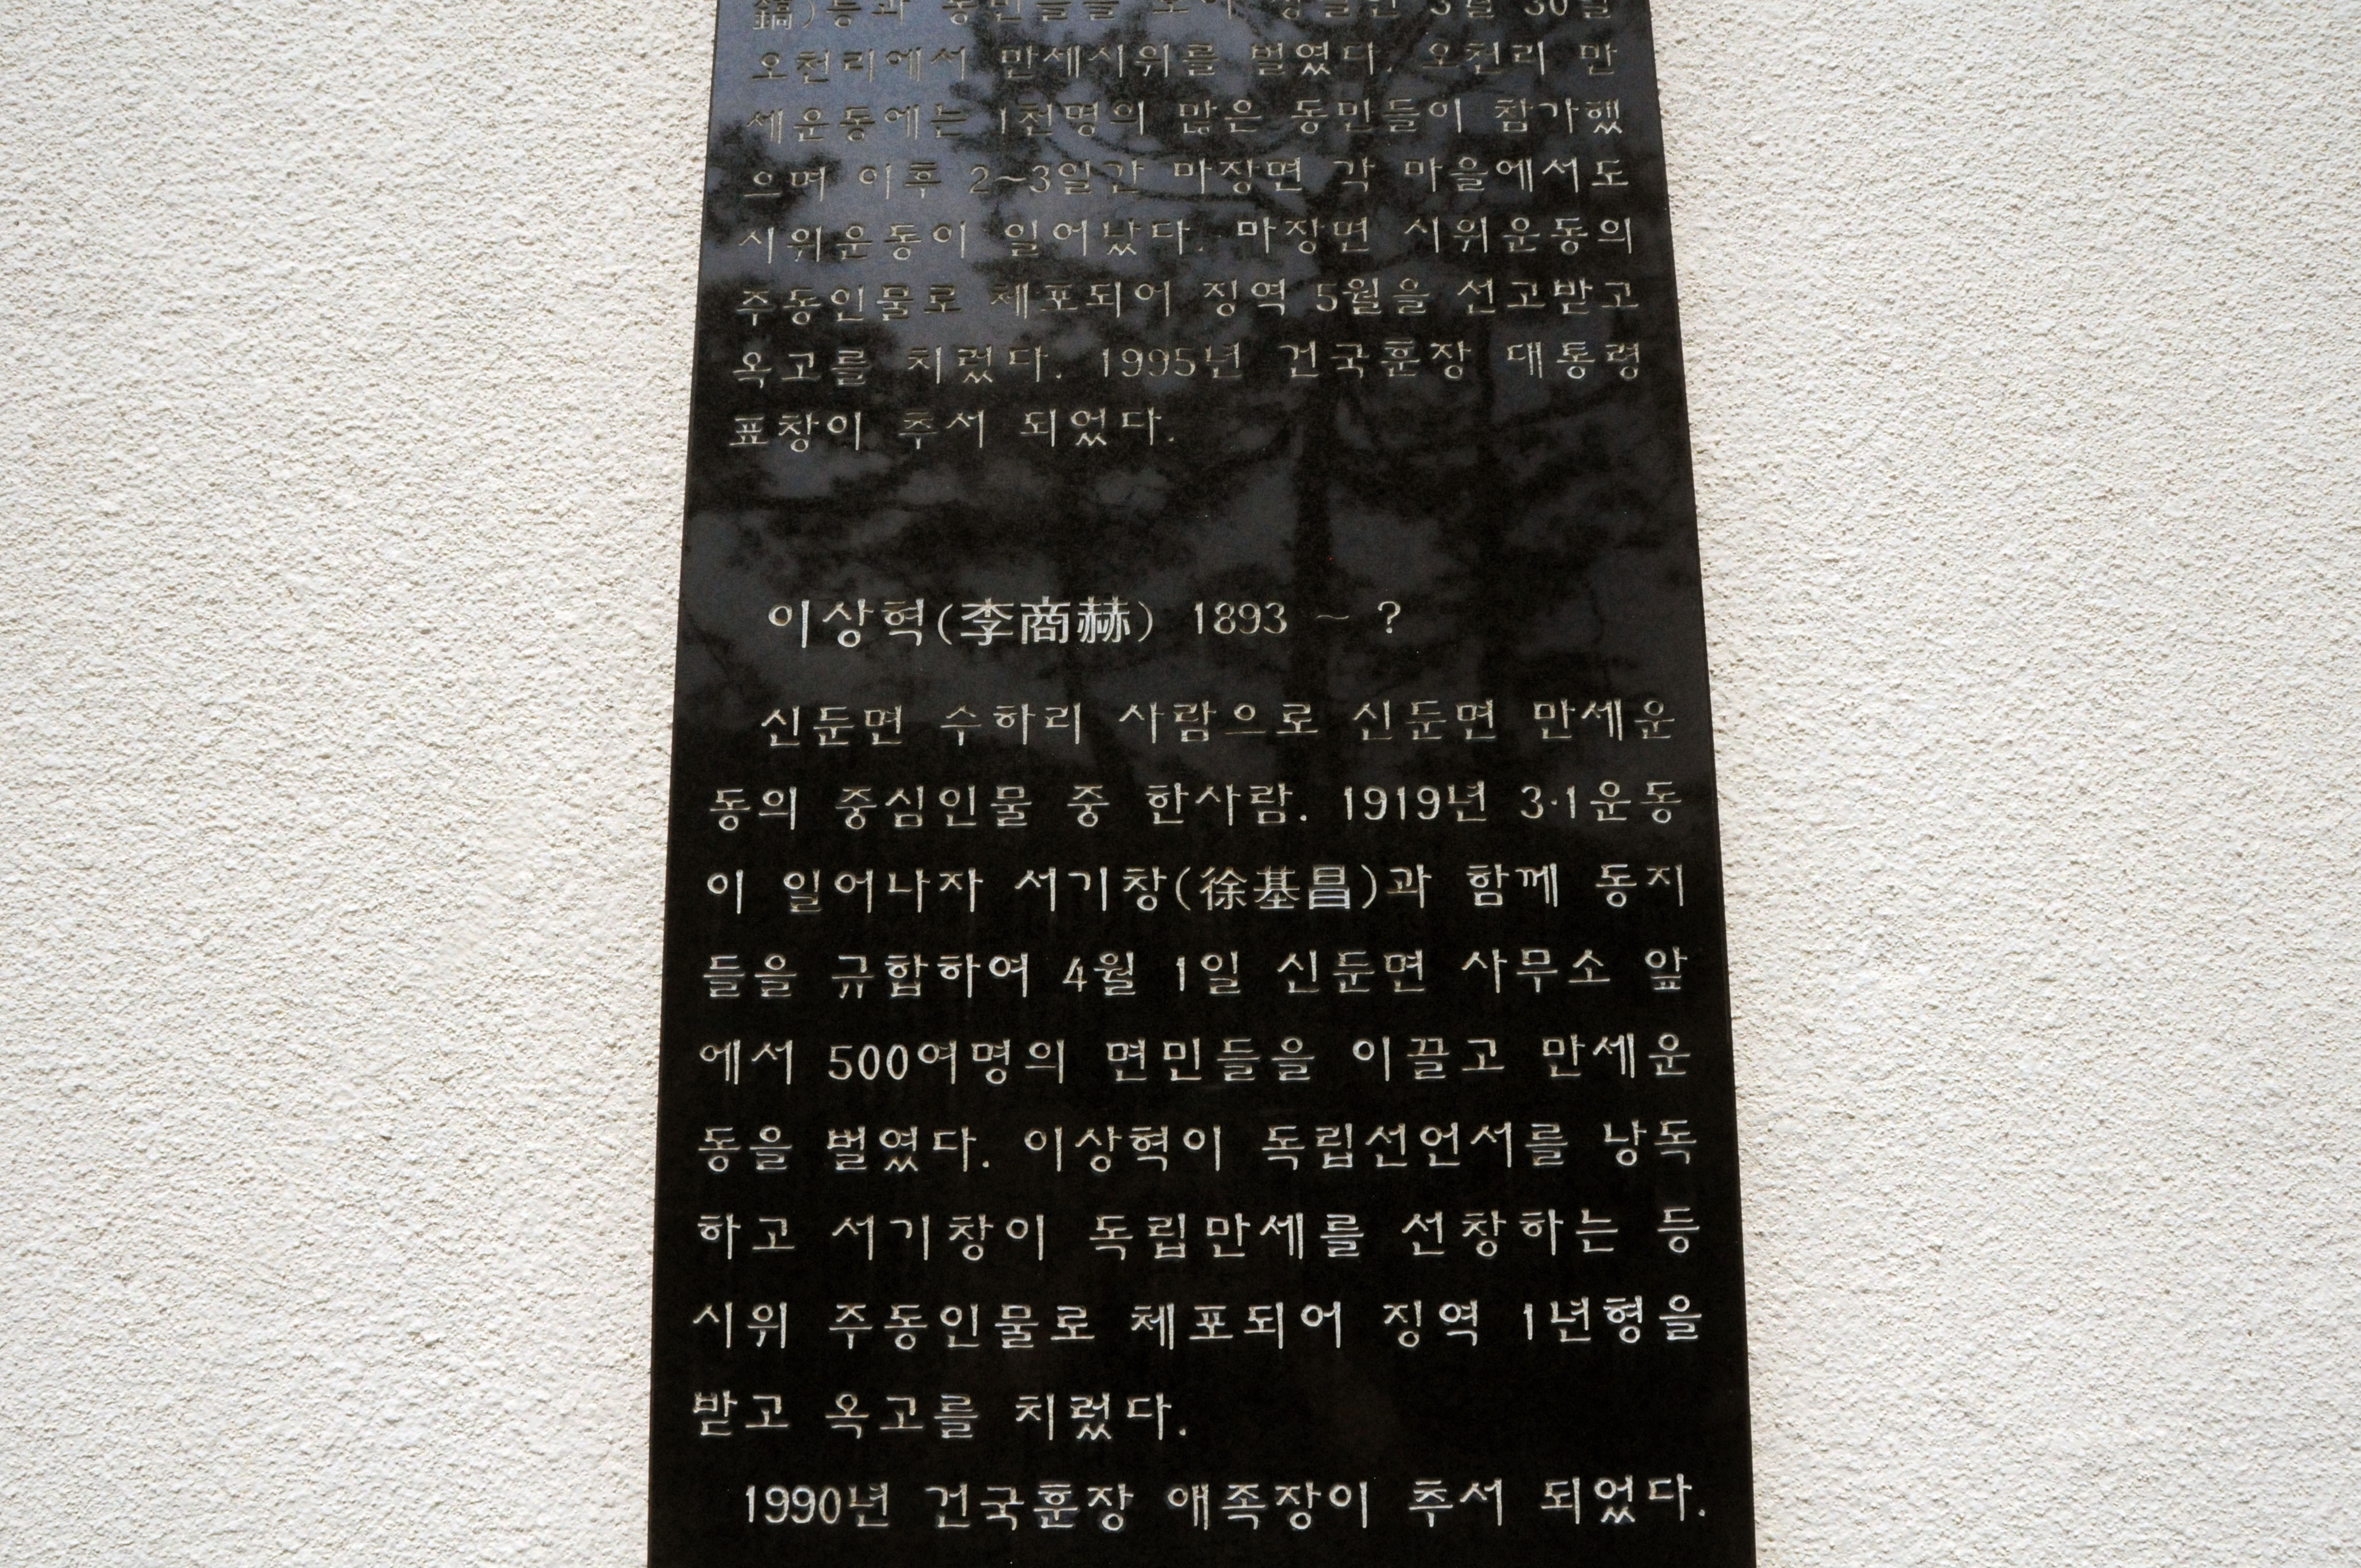 鎬)등과 동민들을 모아 3월 30일
오천리에서 만세시위를 벌였다. 오천리 만
세운동에는 1천명의 많은 동민들이 참가했
으며 이후 2~3일간 마장면 각 마을에서도
시위운동이 일어났다. 마장면 시위운동의
주동인물로 체포되어 징역 5월을 선고받고
옥고를 치렀다. 1995년 건국훈장 대통령
표창이 추서 되었다.
이상혁(李商赫) 1893 ~ ?
신둔면 수하리 사람으로 신둔면 만세운
동의 중심인물 중 한사람. 1919년 3·1운동
이 일어나자 서기창(徐基昌)과 함께 동지
들을 규합하여 4월 1일 신둔면 사무소 앞
에서 500여명의 면민들을 이끌고 만세운
동을 벌였다. 이상혁이 독립선언서를 낭독
하고 서기창이 독립만세를 선창하는 등
시위 주동인물로 체포되어 징역 1년형을
받고 옥고를 치렀다.
1990년 건국훈장 애족장이 추서 되었다.